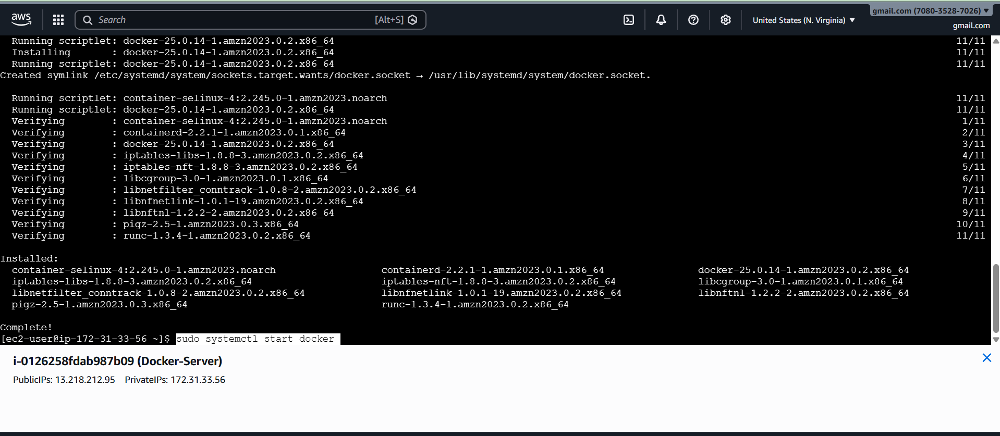 aws
Search [Alt+S]
United States (N. Virginia)
gmail.com (7080-3528-7026)
gmail.com
Running scriptlet: docker-25.0.14-1.amzn2023.0.2.x86_64 11/11
Installing : docker-25.0.14-1.amzn2023.0.2.x86_64 11/11
Running scriptlet: docker-25.0.14-1.amzn2023.0.2.x86_64 11/11
Created symlink /etc/systemd/system/sockets.target.wants/docker.socket → /usr/lib/systemd/system/docker.socket.
Running scriptlet: container-selinux-4:2.245.0-1.amzn2023.noarch 11/11
Running scriptlet: docker-25.0.14-1.amzn2023.0.2.x86_64 11/11
Verifying : container-selinux-4:2.245.0-1.amzn2023.noarch 1/11
Verifying : containerd-2.2.1-1.amzn2023.0.1.x86_64 2/11
Verifying : docker-25.0.14-1.amzn2023.0.2.x86_64 3/11
Verifying : iptables-libs-1.8.8-3.amzn2023.0.2.x86_64 4/11
Verifying : iptables-nft-1.8.8-3.amzn2023.0.2.x86_64 5/11
Verifying : libcgroup-3.0-1.amzn2023.0.1.x86_64 6/11
Verifying : libnetfilter_conntrack-1.0.8-2.amzn2023.0.2.x86_64 7/11
Verifying : libnfnetlink-1.0.1-19.amzn2023.0.2.x86_64 8/11
Verifying : libnftnl-1.2.2-2.amzn2023.0.2.x86_64 9/11
Verifying : pigz-2.5-1.amzn2023.0.3.x86_64 10/11
Verifying : runc-1.3.4-1.amzn2023.0.2.x86_64 11/11
Installed:
container-selinux-4:2.245.0-1.amzn2023.noarch containerd-2.2.1-1.amzn2023.0.1.x86_64 docker-25.0.14-1.amzn2023.0.2.x86_64
iptables-libs-1.8.8-3.amzn2023.0.2.x86_64 iptables-nft-1.8.8-3.amzn2023.0.2.x86_64 libcgroup-3.0-1.amzn2023.0.1.x86_64
libnetfilter_conntrack-1.0.8-2.amzn2023.0.2.x86_64 libnfnetlink-1.0.1-19.amzn2023.0.2.x86_64 libnftnl-1.2.2-2.amzn2023.0.2.x86_64
pigz-2.5-1.amzn2023.0.3.x86_64 runc-1.3.4-1.amzn2023.0.2.x86_64
Complete!
[ec2-user@ip-172-31-33-56 ~]$ sudo systemctl start docker
i-0126258fdab987b09 (Docker-Server)
PublicIPs: 13.218.212.95 PrivateIPs: 172.31.33.56